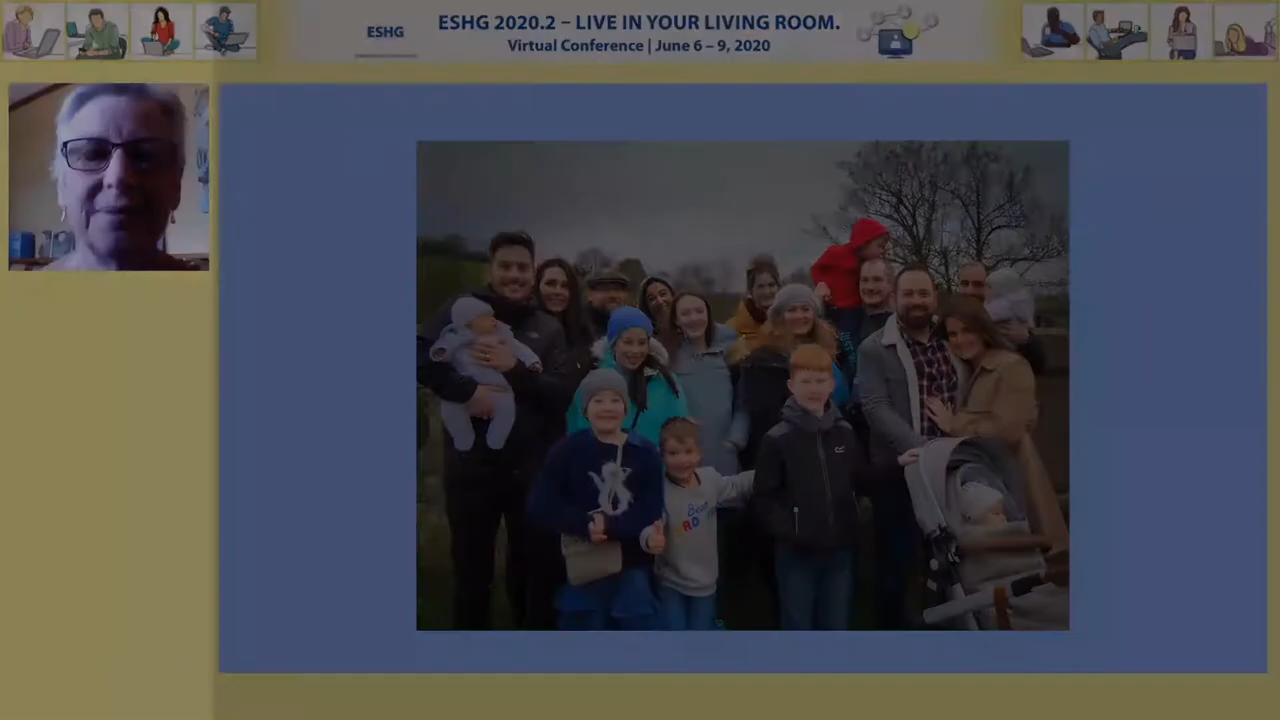 ESHG
ESHG 2020.2 – LIVE IN YOUR LIVING ROOM.
Virtual Conference | June 6 – 9, 2020